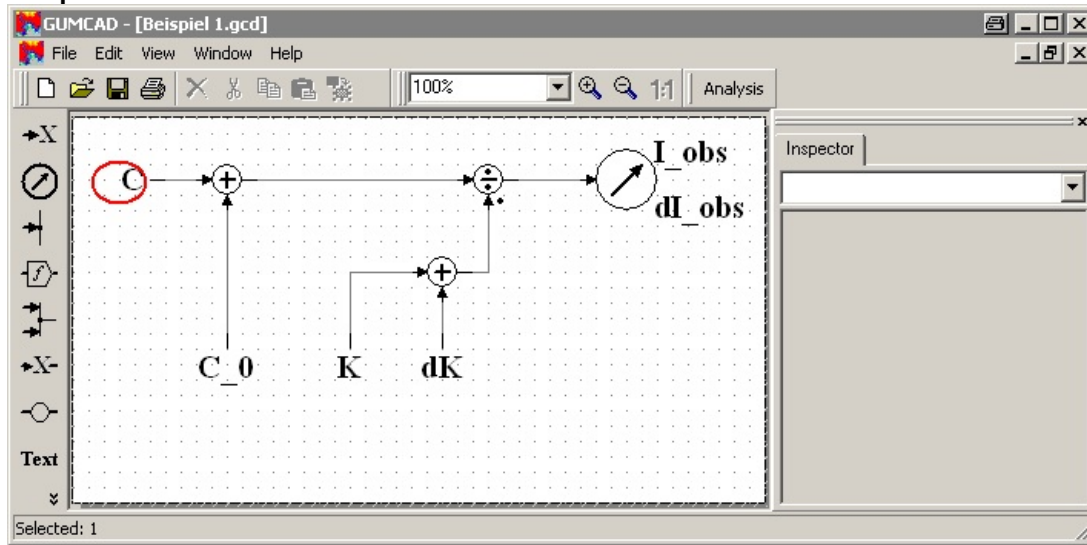 GUMCAD - [Beispiel 1.gcd]
File Edit View Window Help
100% 1:1 Analysis
X
Inspector
C
I_obs
dI_obs
f
X
C_0 K dK
Text
Selected: 1